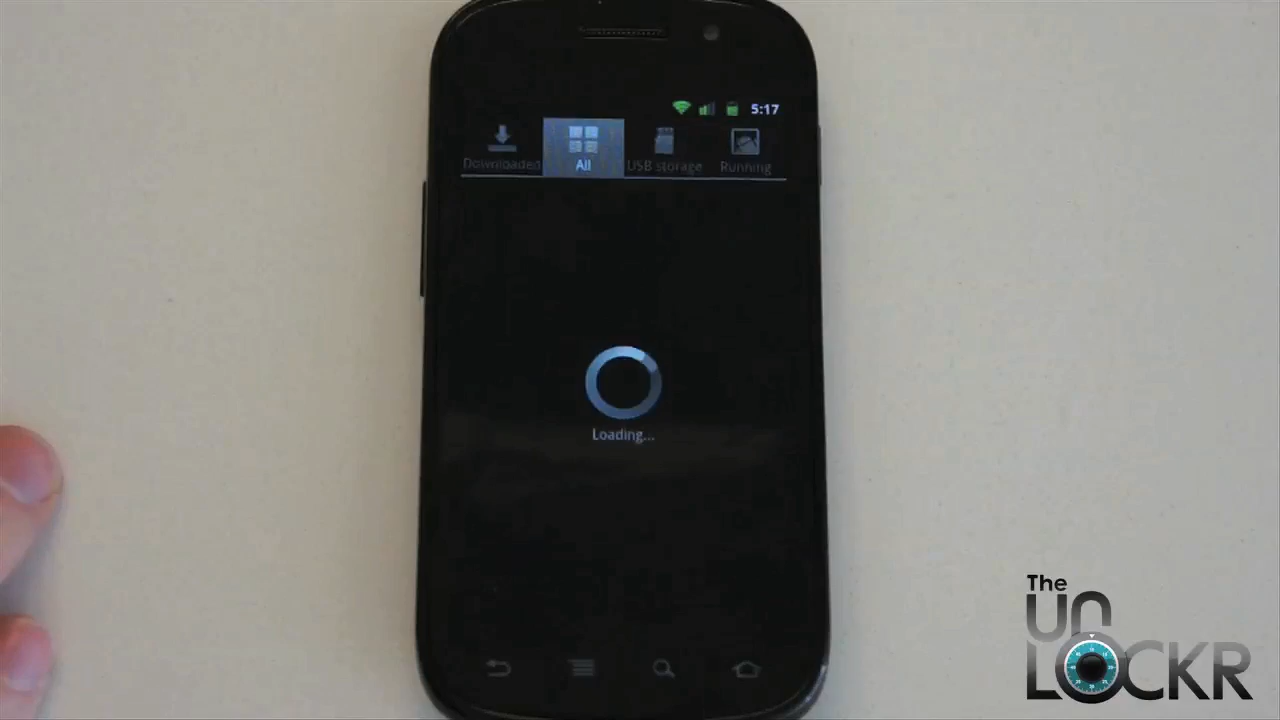 5:17
Downloaded All USB storage Running
Loading...
The
UN
LOCKR